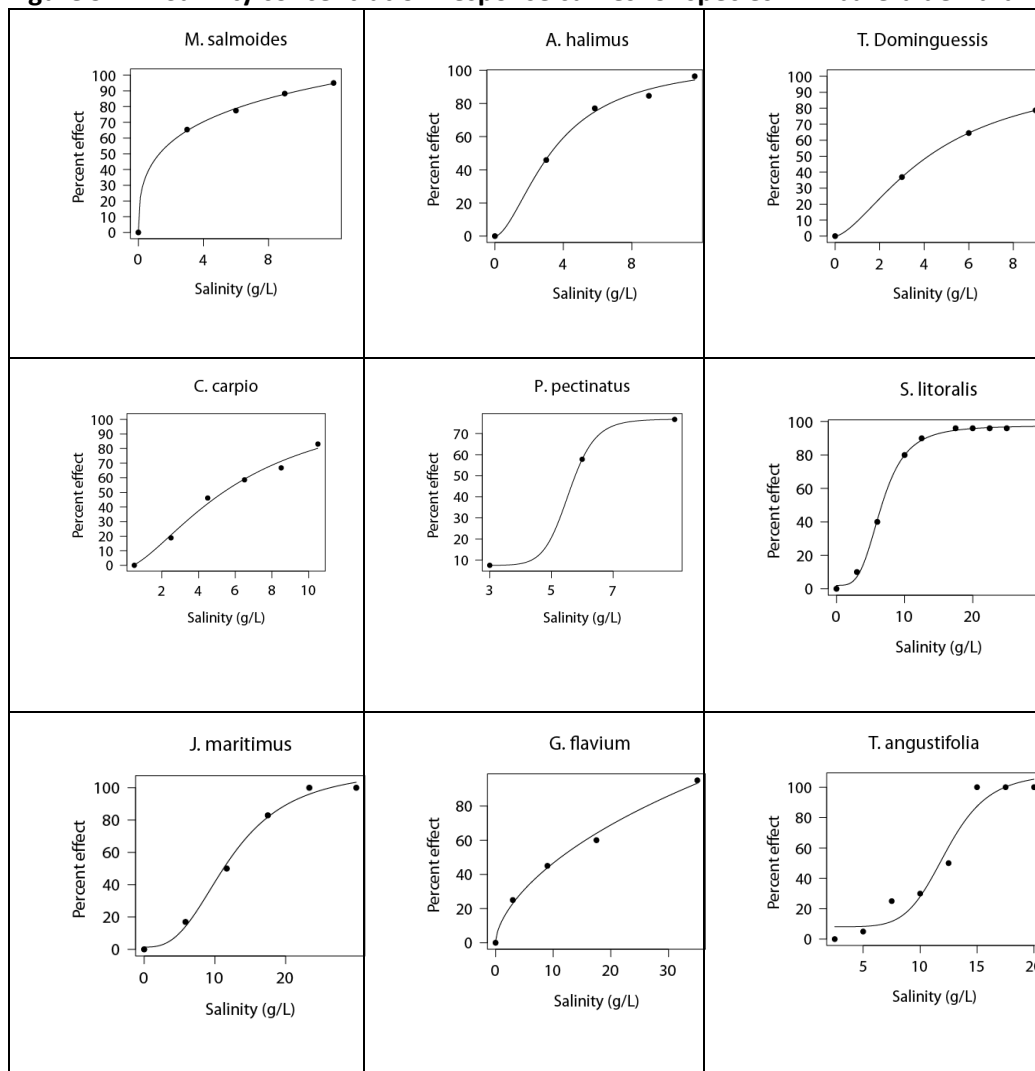 M. salmoides
Percent effect
100
90
80
70
60
50
40
30
20
10
0
0 4 8
Salinity (g/L)
A. halimus
Percent effect
100
80
60
40
20
0
0 4 8
Salinity (g/L)
T. Dominguessis
Percent effect
100
90
80
70
60
50
40
30
20
10
0
0 2 4 6 8
Salinity (g/L)
C. carpio
Percent effect
100
90
80
70
60
50
40
30
20
10
0
2 4 6 8 10
Salinity (g/L)
P. pectinatus
Percent effect
70
60
50
40
30
20
10
3 5 7
Salinity (g/L)
S. litoralis
Percent effect
100
80
60
40
20
0
0 10 20
Salinity (g/L)
J. maritimus
Percent effect
100
80
60
40
20
0
0 10 20
Salinity (g/L)
G. flavium
Percent effect
80
60
40
20
0
0 10 20 30
Salinity (g/L)
T. angustifolia
Percent effect
100
80
60
40
20
0
5 10 15
Salinity (g/L)